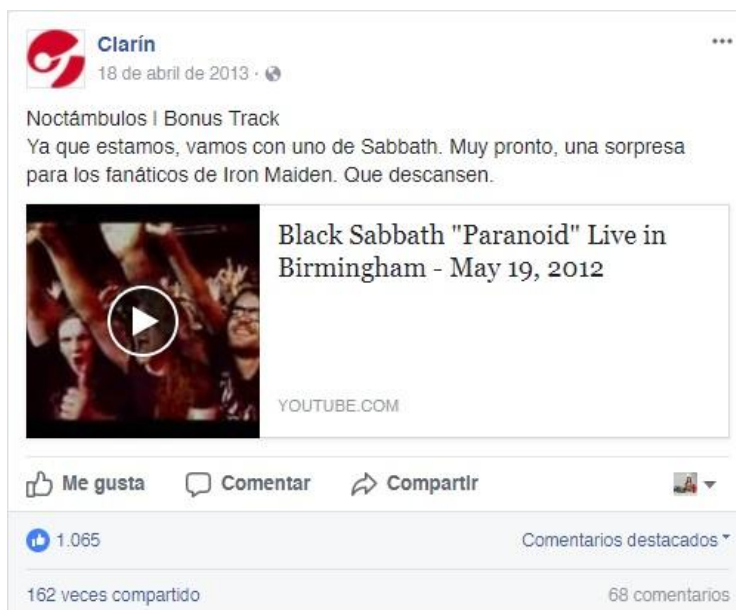 Clarín
18 de abril de 2013 ·
Noctámbulos | Bonus Track
Ya que estamos, vamos con uno de Sabbath. Muy pronto, una sorpresa
para los fanáticos de Iron Maiden. Que descansen.
Black Sabbath "Paranoid" Live in
Birmingham - May 19, 2012
YOUTUBE.COM
Me gusta Comentar Compartir
1.065 Comentarios destacados
162 veces compartido 68 comentarios